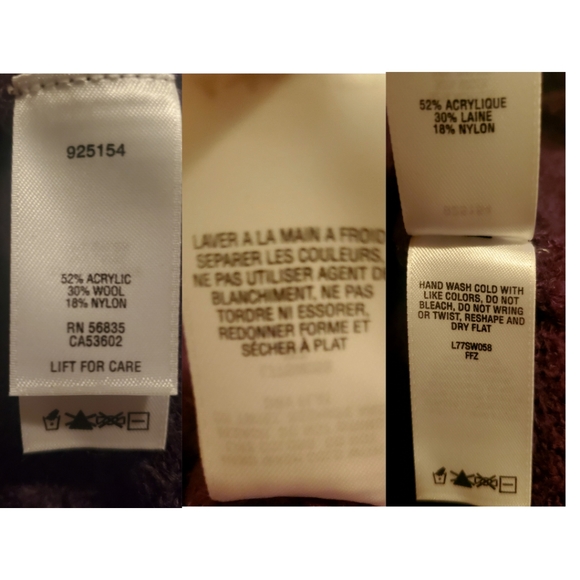 925154
52% ACRYLIC
30% WOOL
18% NYLON
RN 56835
CA53602
LIFT FOR CARE
LAVER A LA MAIN A FROID
SEPARER LES COULEURS,
NE PAS UTILISER AGENT DE
BLANCHIMENT, NE PAS
TORDRE NI ESSORER,
REDONNER FORME ET
SÉCHER À PLAT
52% ACRYLIQUE
30% LAINE
18% NYLON
HAND WASH COLD WITH
LIKE COLORS, DO NOT
BLEACH, DO NOT WRING
OR TWIST, RESHAPE AND
DRY FLAT
L77SW058
FFZ